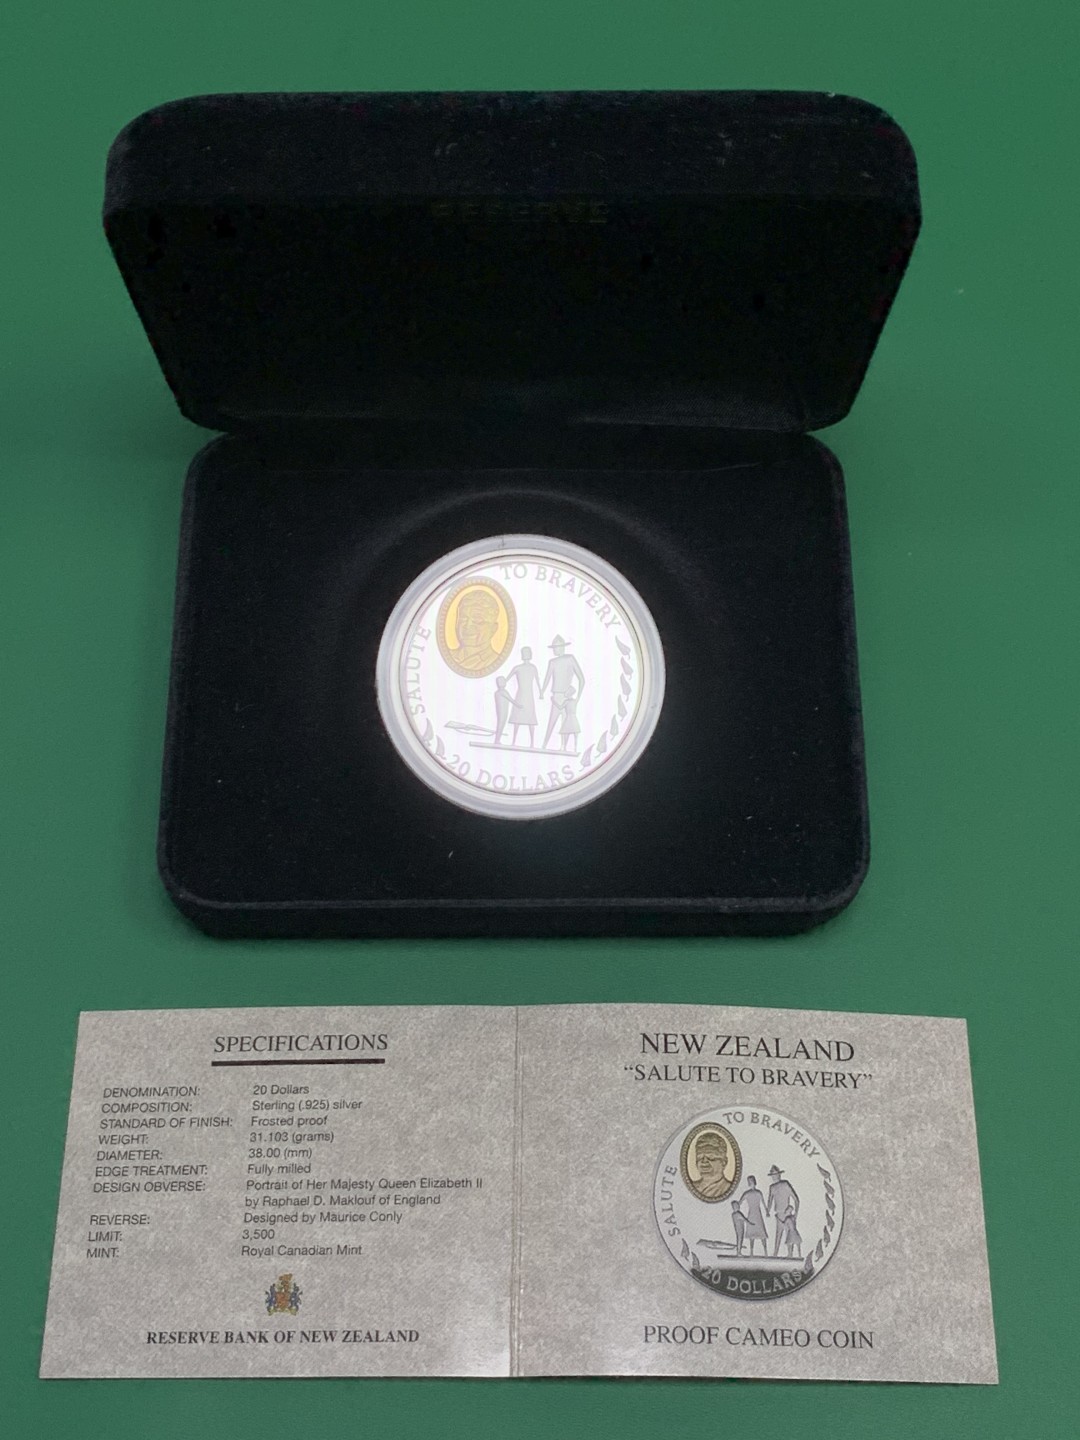 RESERVE
SALUTE TO BRAVERY
20 DOLLARS
SPECIFICATIONS
DENOMINATION: 20 Dollars
COMPOSITION: Sterling (.925) silver
STANDARD OF FINISH: Frosted proof
WEIGHT: 31.103 (grams)
DIAMETER: 38.00 (mm)
EDGE TREATMENT: Fully milled
DESIGN OBVERSE: Portrait of Her Majesty Queen Elizabeth II
by Raphael D. Maklouf of England
REVERSE: Designed by Maurice Conly
LIMIT: 3,500
MINT: Royal Canadian Mint
RESERVE BANK OF NEW ZEALAND
NEW ZEALAND
“SALUTE TO BRAVERY”
SALUTE TO BRAVERY
20 DOLLARS
PROOF CAMEO COIN